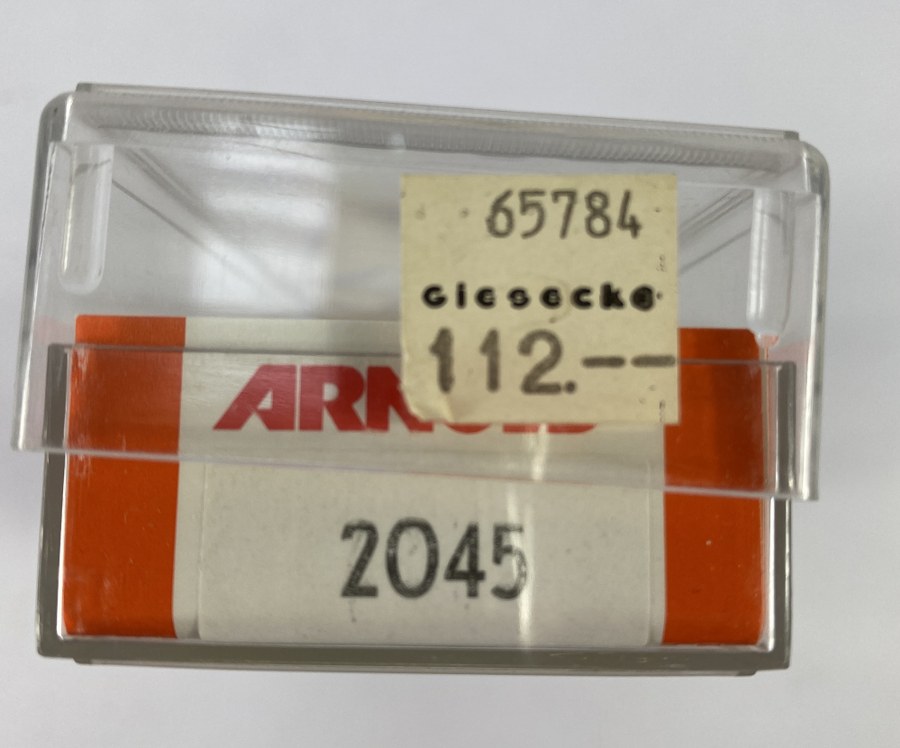 65784
Giesecke
112.--
ARNOLD
2045